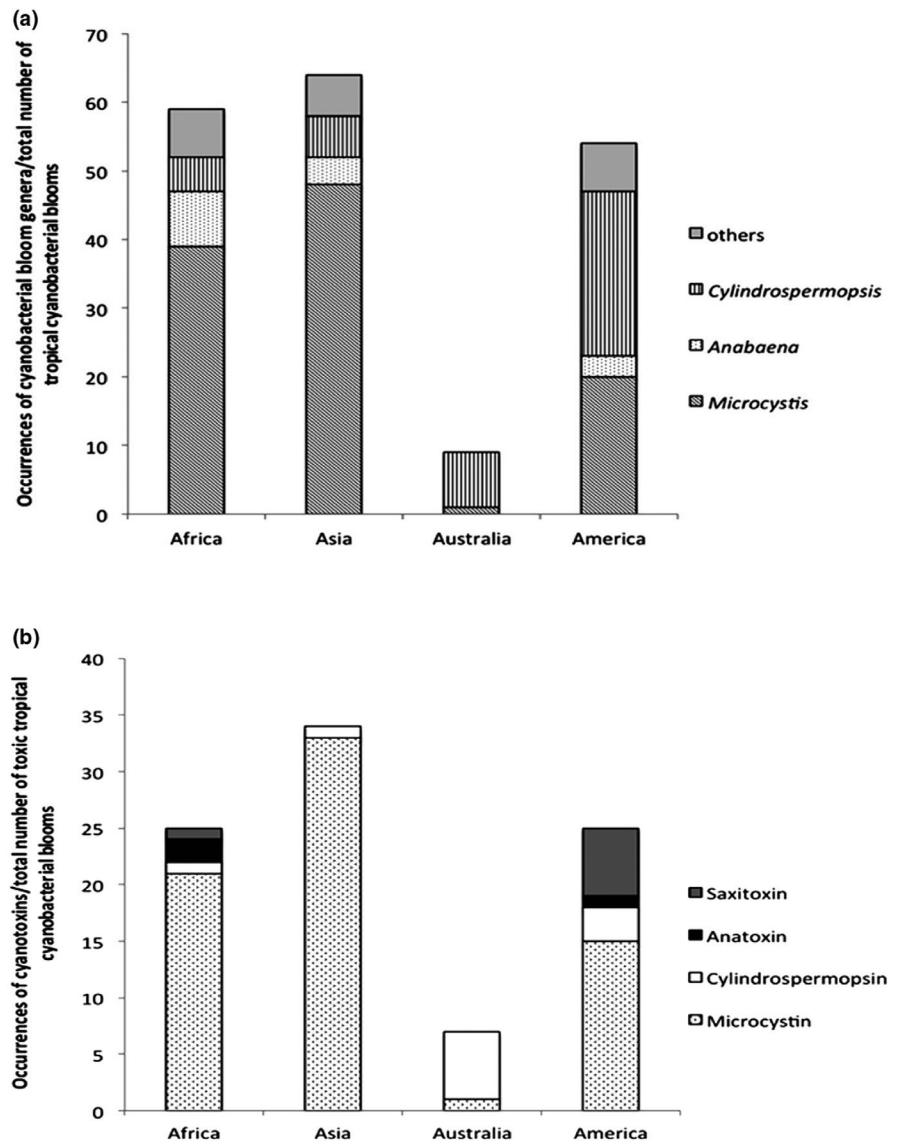 (a)
Occurrences of cyanobacterial bloom genera/total number of
tropical cyanobacterial blooms
70
60
50
40
30
20
10
0
Africa
Asia
Australia
America
others
Cylindrospermopsis
Anabaena
Microcystis
(b)
Occurrences of cyanotoxins/total number of toxic tropical
cyanobacterial blooms
40
35
30
25
20
15
10
5
0
Africa
Asia
Australia
America
Saxitoxin
Anatoxin
Cylindrospermopsin
Microcystin